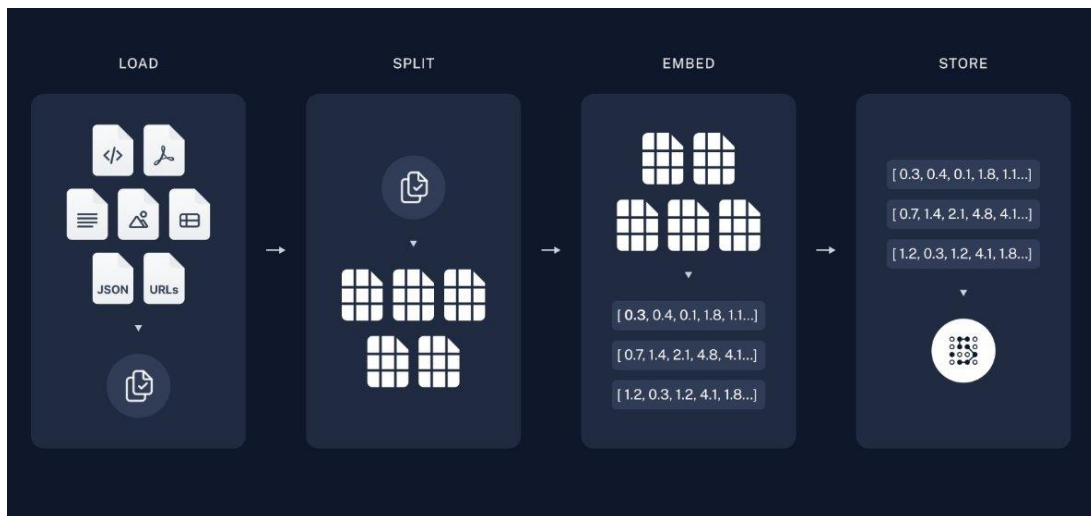 LOAD
SPLIT
EMBED
STORE
</>
JSON
URLs
[ 0.3, 0.4, 0.1, 1.8, 1.1...]
[ 0.7, 1.4, 2.1, 4.8, 4.1...]
[ 1.2, 0.3, 1.2, 4.1, 1.8...]
[ 0.3, 0.4, 0.1, 1.8, 1.1...]
[ 0.7, 1.4, 2.1, 4.8, 4.1...]
[ 1.2, 0.3, 1.2, 4.1, 1.8...]